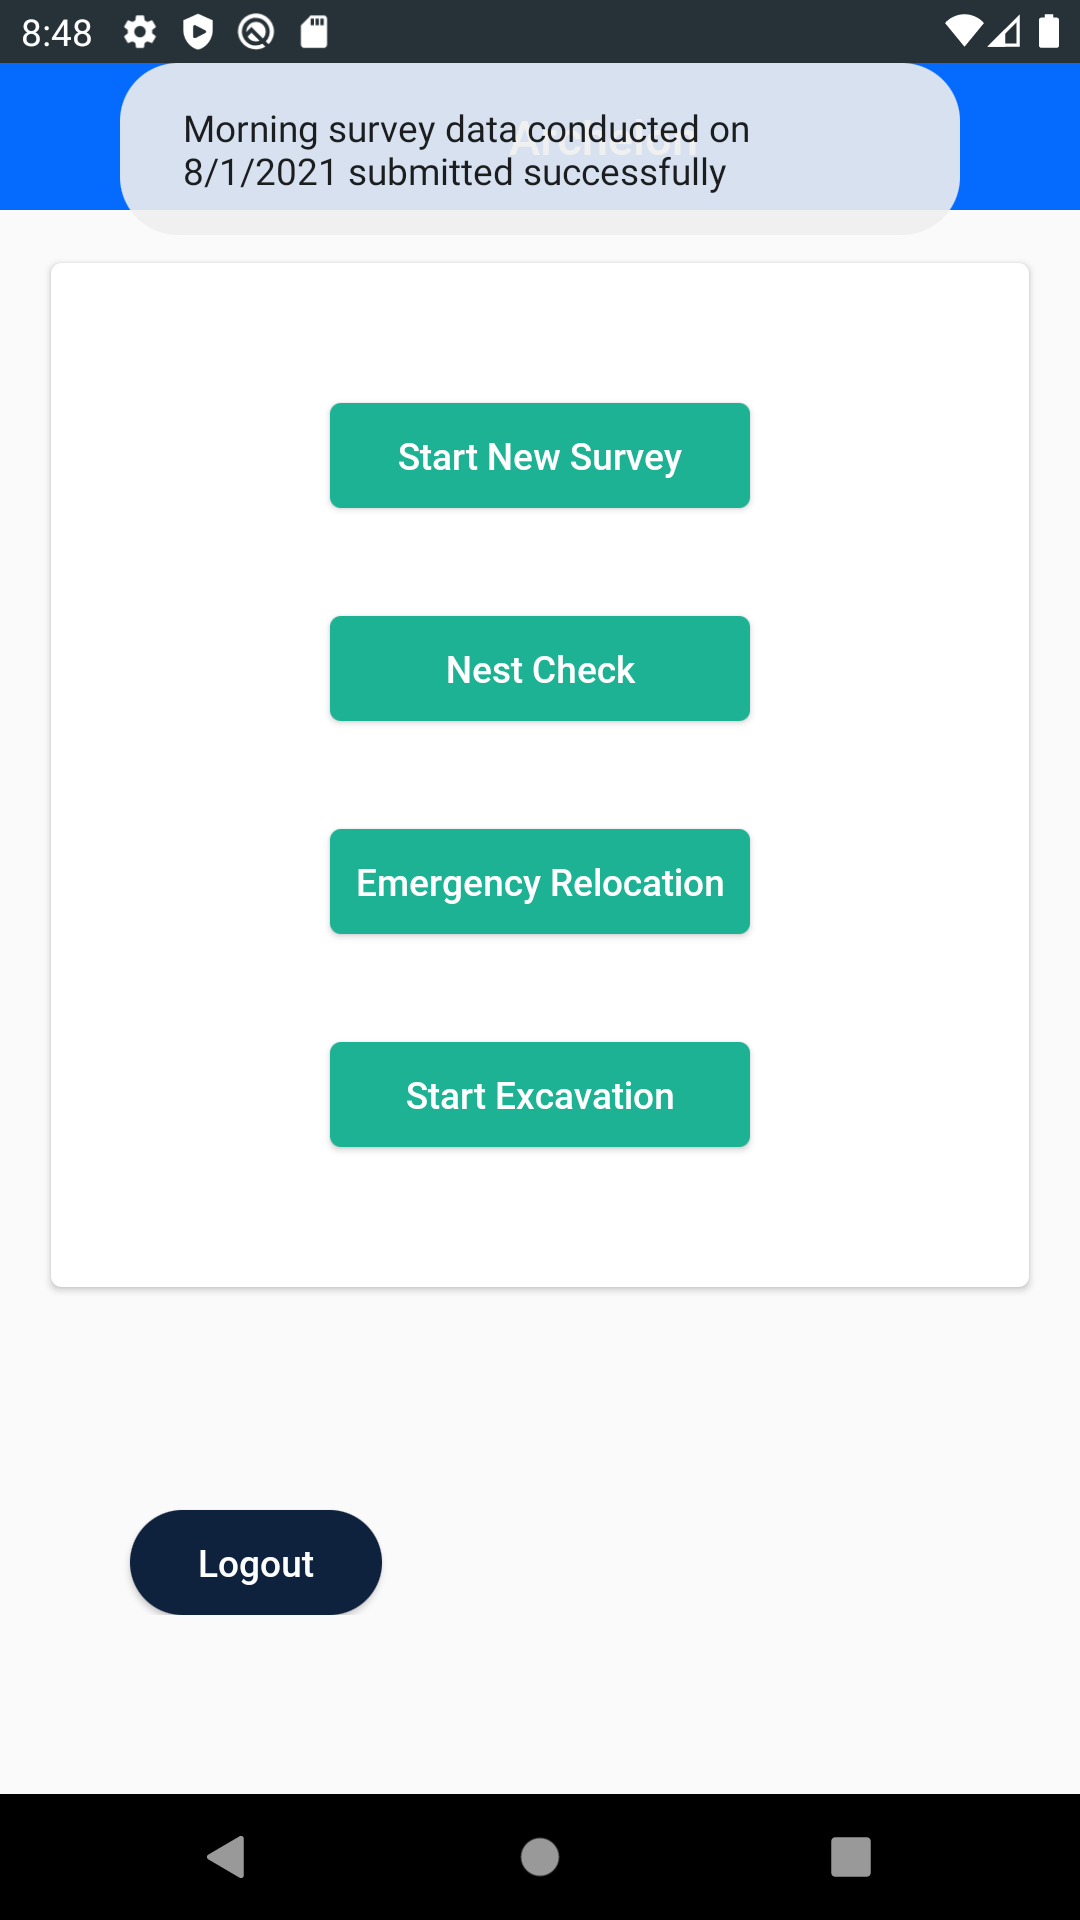 8:48
Archelon
Morning survey data conducted on
8/1/2021 submitted successfully
Start New Survey
Nest Check
Emergency Relocation
Start Excavation
Logout